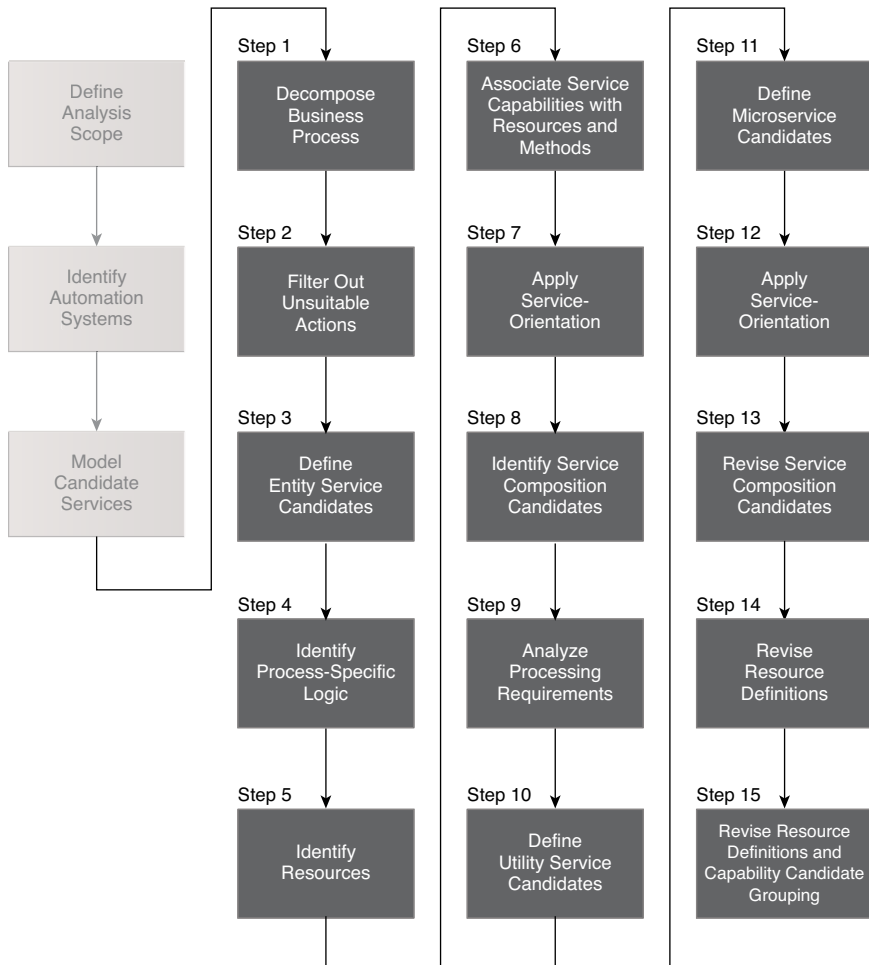 Define
Analysis
Scope
Identify
Automation
Systems
Model
Candidate
Services
Step 1
Decompose
Business
Process
Step 2
Filter Out
Unsuitable
Actions
Step 3
Define
Entity Service
Candidates
Step 4
Identify
Process-Specific
Logic
Step 5
Identify
Resources
Step 6
Associate Service
Capabilities with
Resources and
Methods
Step 7
Apply
Service-
Orientation
Step 8
Identify Service
Composition
Candidates
Step 9
Analyze
Processing
Requirements
Step 10
Define
Utility Service
Candidates
Step 11
Define
Microservice
Candidates
Step 12
Apply
Service-
Orientation
Step 13
Revise Service
Composition
Candidates
Step 14
Revise
Resource
Definitions
Step 15
Revise Resource
Definitions and
Capability Candidate
Grouping